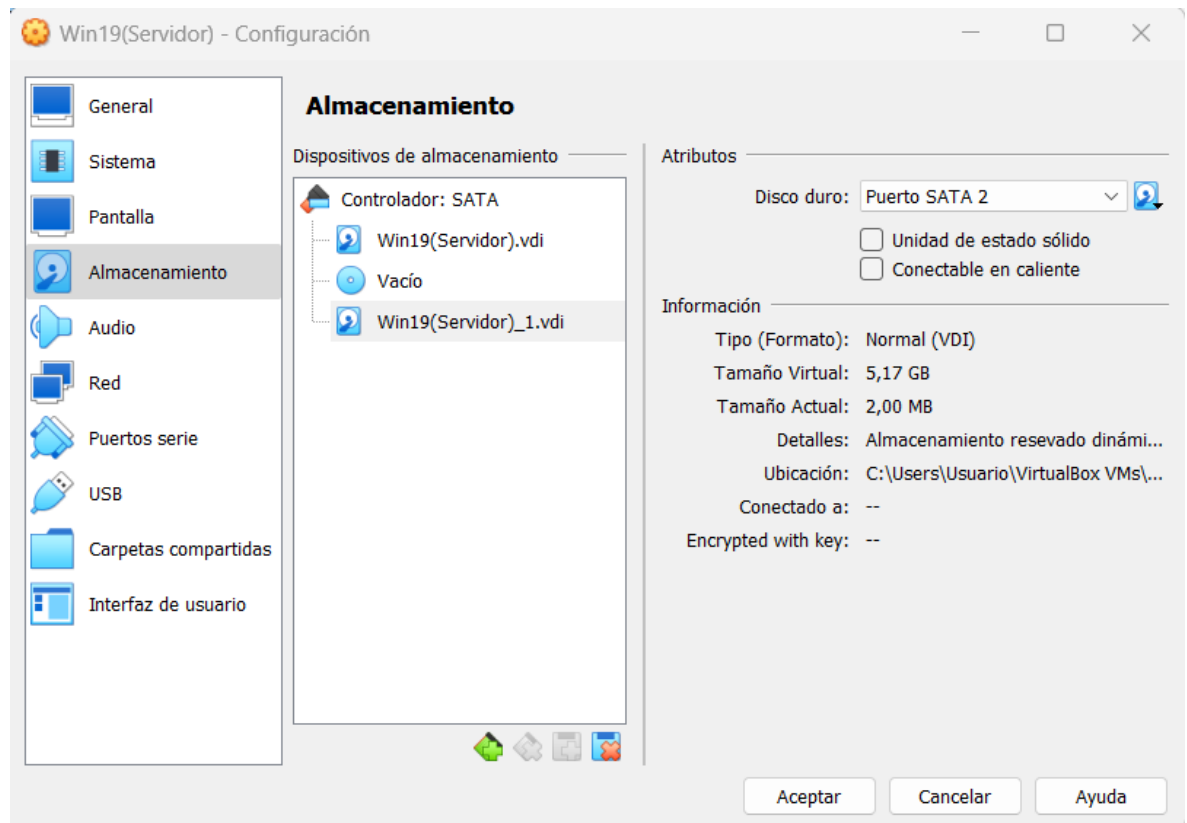 Win19(Servidor) - Configuración
General
Sistema
Pantalla
Almacenamiento
Audio
Red
Puertos serie
USB
Carpetas compartidas
Interfaz de usuario
Almacenamiento
Dispositivos de almacenamiento
Controlador: SATA
Win19(Servidor).vdi
Vacío
Win19(Servidor)_1.vdi
Atributos
Disco duro: Puerto SATA 2
Unidad de estado sólido
Conectable en caliente
Información
Tipo (Formato): Normal (VDI)
Tamaño Virtual: 5,17 GB
Tamaño Actual: 2,00 MB
Detalles: Almacenamiento resevado dinámi...
Ubicación: C:\Users\Usuario\VirtualBox VMs\...
Conectado a: --
Encrypted with key: --
Aceptar Cancelar Ayuda